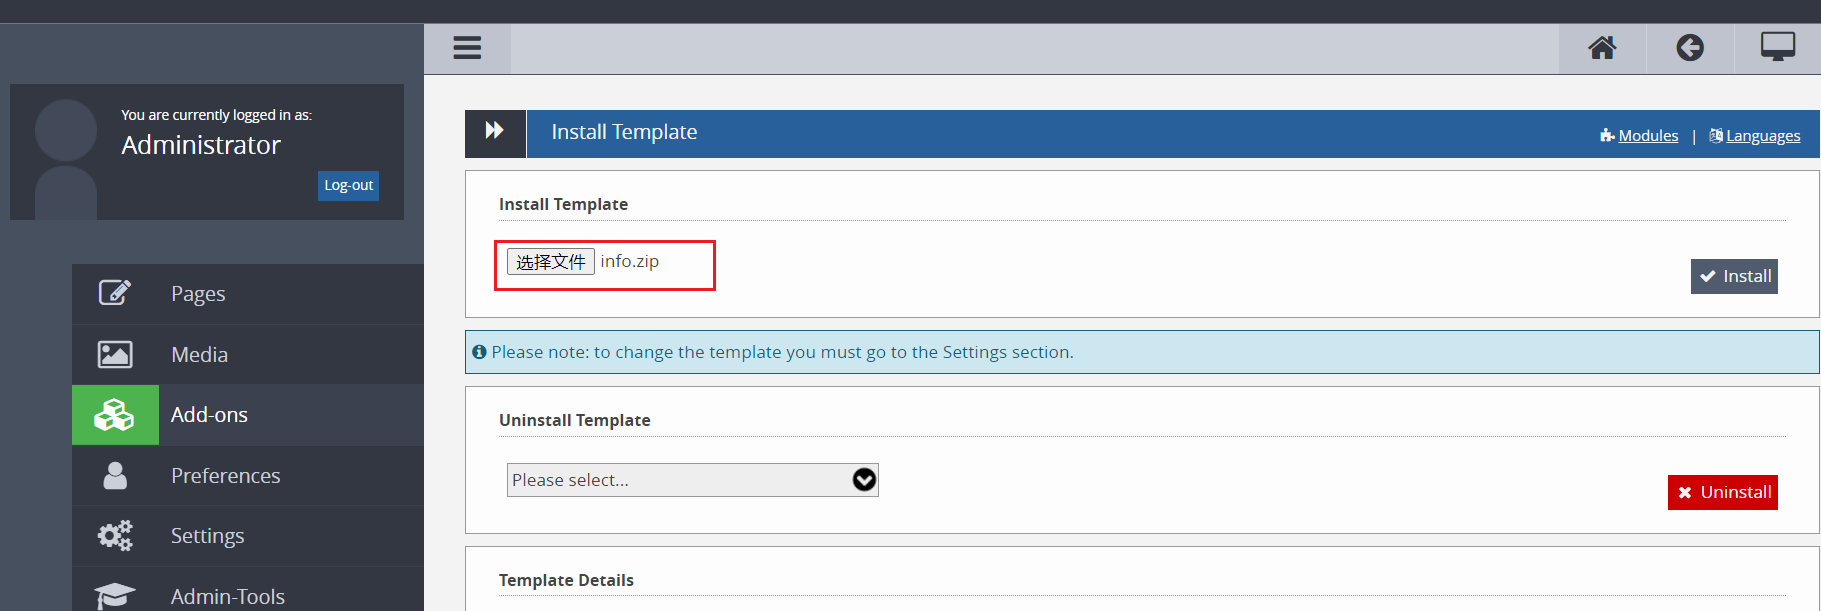 You are currently logged in as:
Administrator
Log-out
Pages
Media
Add-ons
Preferences
Settings
Admin-Tools
Install Template
Modules | Languages
Install Template
选择文件 info.zip
Install
Please note: to change the template you must go to the Settings section.
Uninstall Template
Please select...
Uninstall
Template Details